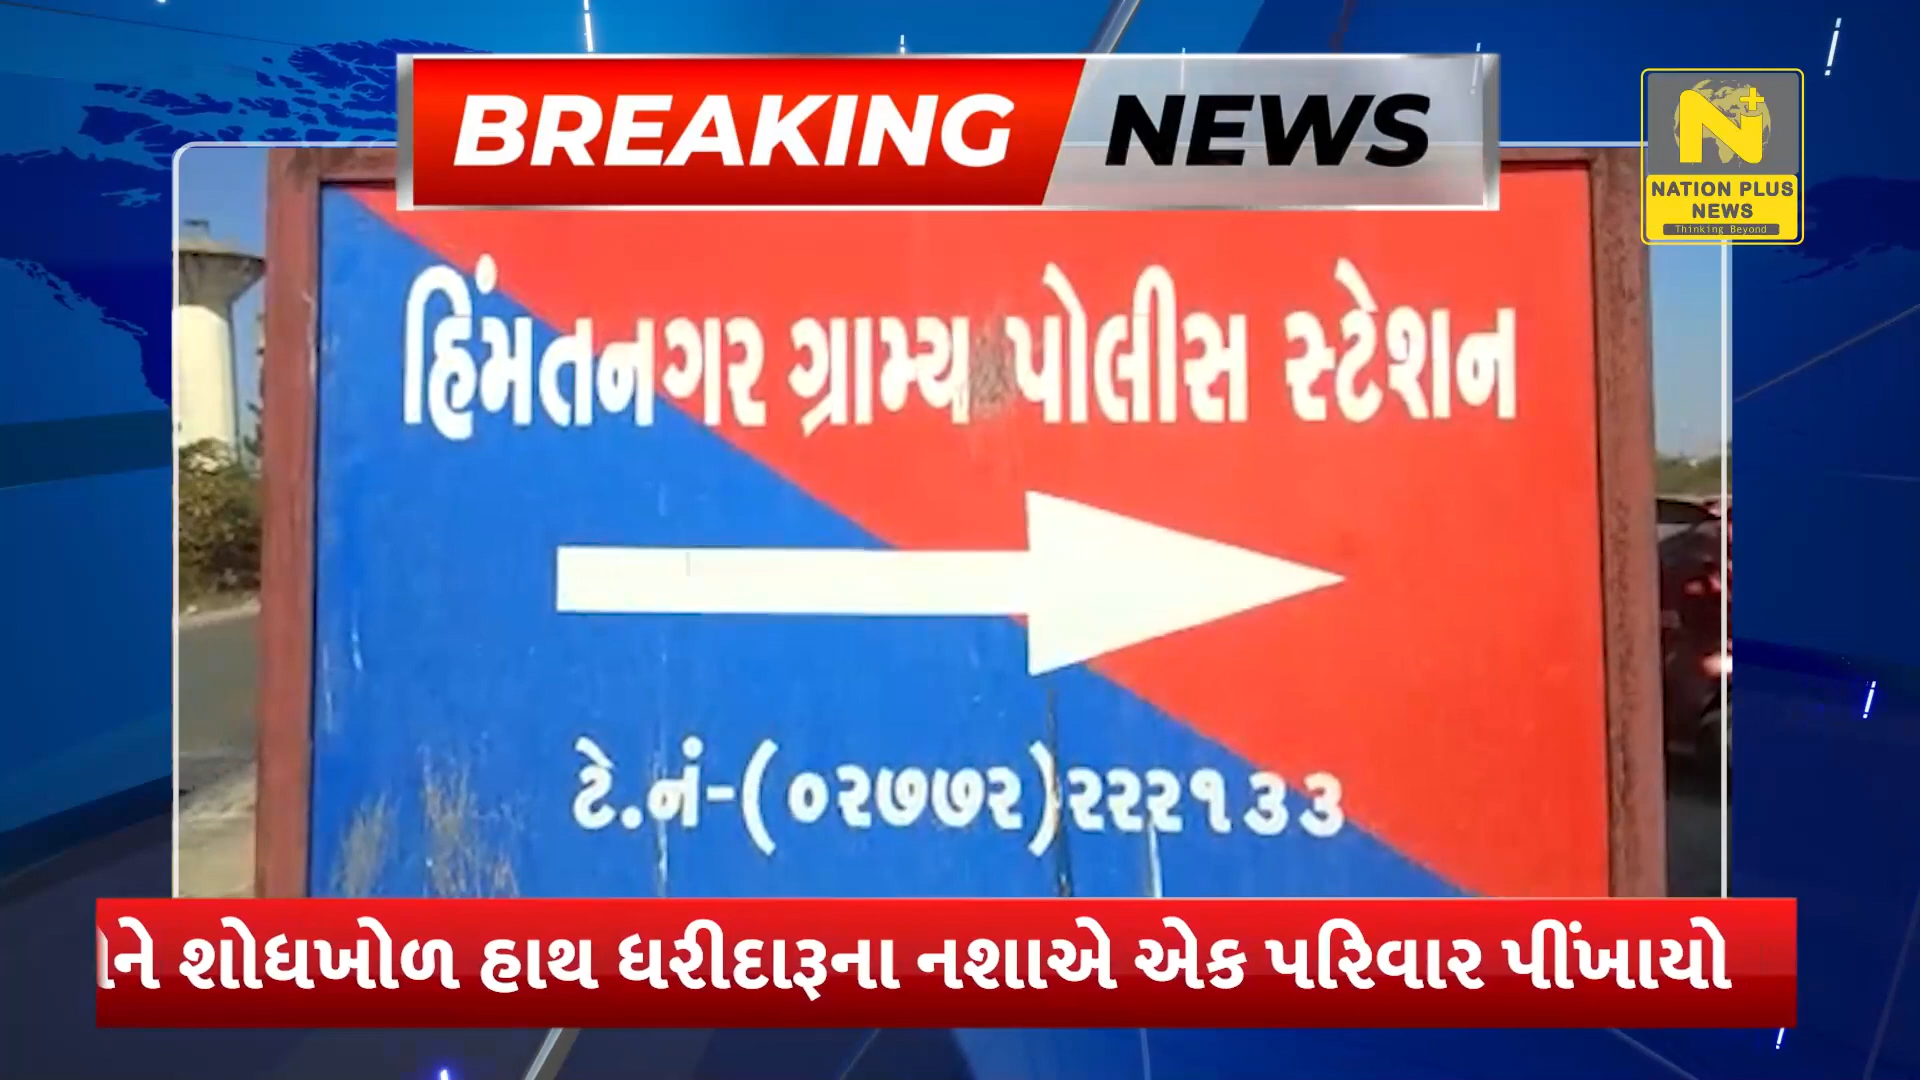 BREAKING NEWS
NATION PLUS
NEWS
Thinking Beyond
હિંમતનગર ગ્રામ્ય પોલીસ સ્ટેશન
ટે.નં-(૦૨૭૭૨)૨૨૨૧૩૩
શોધખોળ હાથ ધરીદારૂના નશાએ એક પરિવાર પીંખાયો